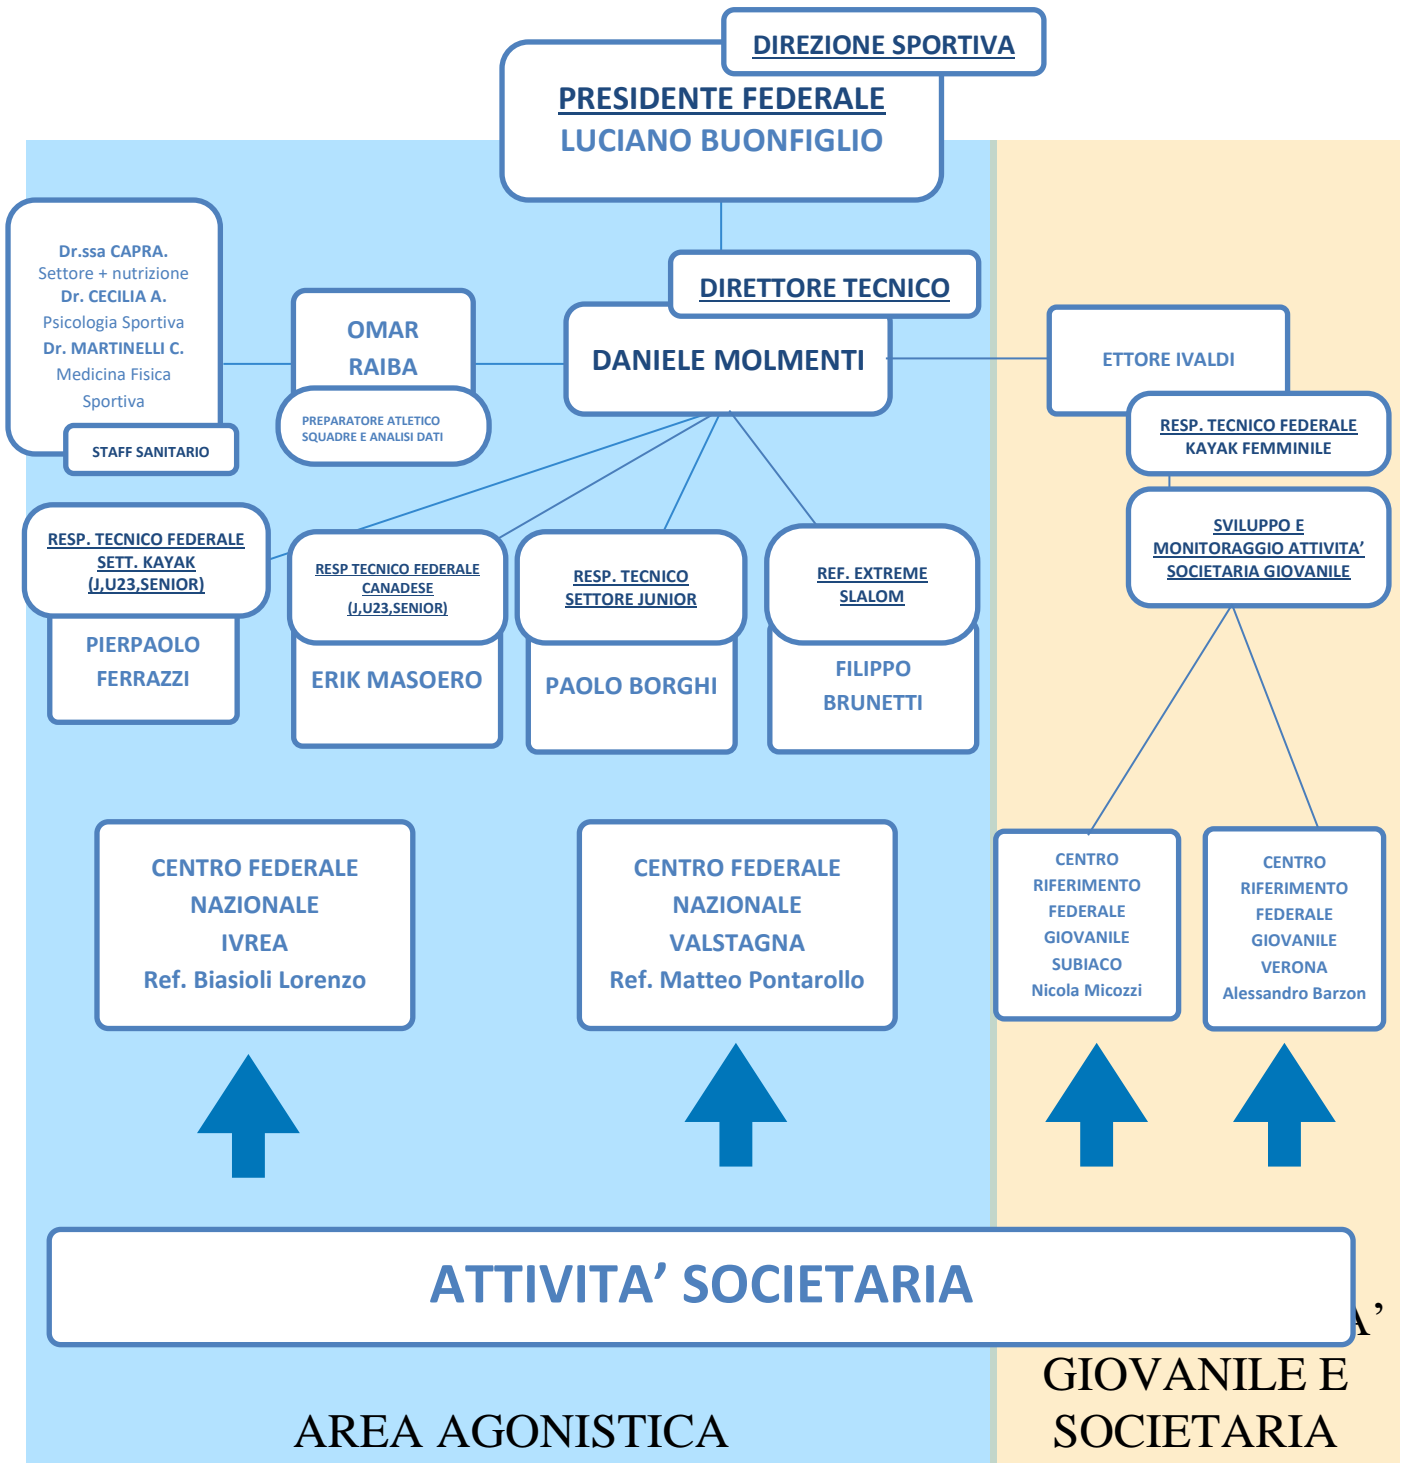 DIREZIONE SPORTIVA
PRESIDENTE FEDERALE
LUCIANO BUONFIGLIO
Dr.ssa CAPRA.
Settore + nutrizione
Dr. CECILIA A.
Psicologia Sportiva
Dr. MARTINELLI C.
Medicina Fisica
Sportiva
STAFF SANITARIO
OMAR
RAIBA
PREPARATORE ATLETICO
SQUADRE E ANALISI DATI
DIRETTORE TECNICO
DANIELE MOLMENTI
ETTORE IVALDI
RESP. TECNICO FEDERALE
KAYAK FEMMINILE
SVILUPPO E
MONITORAGGIO ATTIVITA’
SOCIETARIA GIOVANILE
RESP. TECNICO FEDERALE
SETT. KAYAK
(J,U23,SENIOR)
PIERPAOLO
FERRAZZI
RESP TECNICO FEDERALE
CANADESE
(J,U23,SENIOR)
ERIK MASOERO
RESP. TECNICO
SETTORE JUNIOR
PAOLO BORGHI
REF. EXTREME
SLALOM
FILIPPO
BRUNETTI
CENTRO FEDERALE
NAZIONALE
IVREA
Ref. Biasioli Lorenzo
CENTRO FEDERALE
NAZIONALE
VALSTAGNA
Ref. Matteo Pontarollo
CENTRO
RIFERIMENTO
FEDERALE
GIOVANILE
SUBIACO
Nicola Micozzi
CENTRO
RIFERIMENTO
FEDERALE
GIOVANILE
VERONA
Alessandro Barzon
ATTIVITA’ SOCIETARIA
AREA AGONISTICA
GIOVANILE E
SOCIETARIA